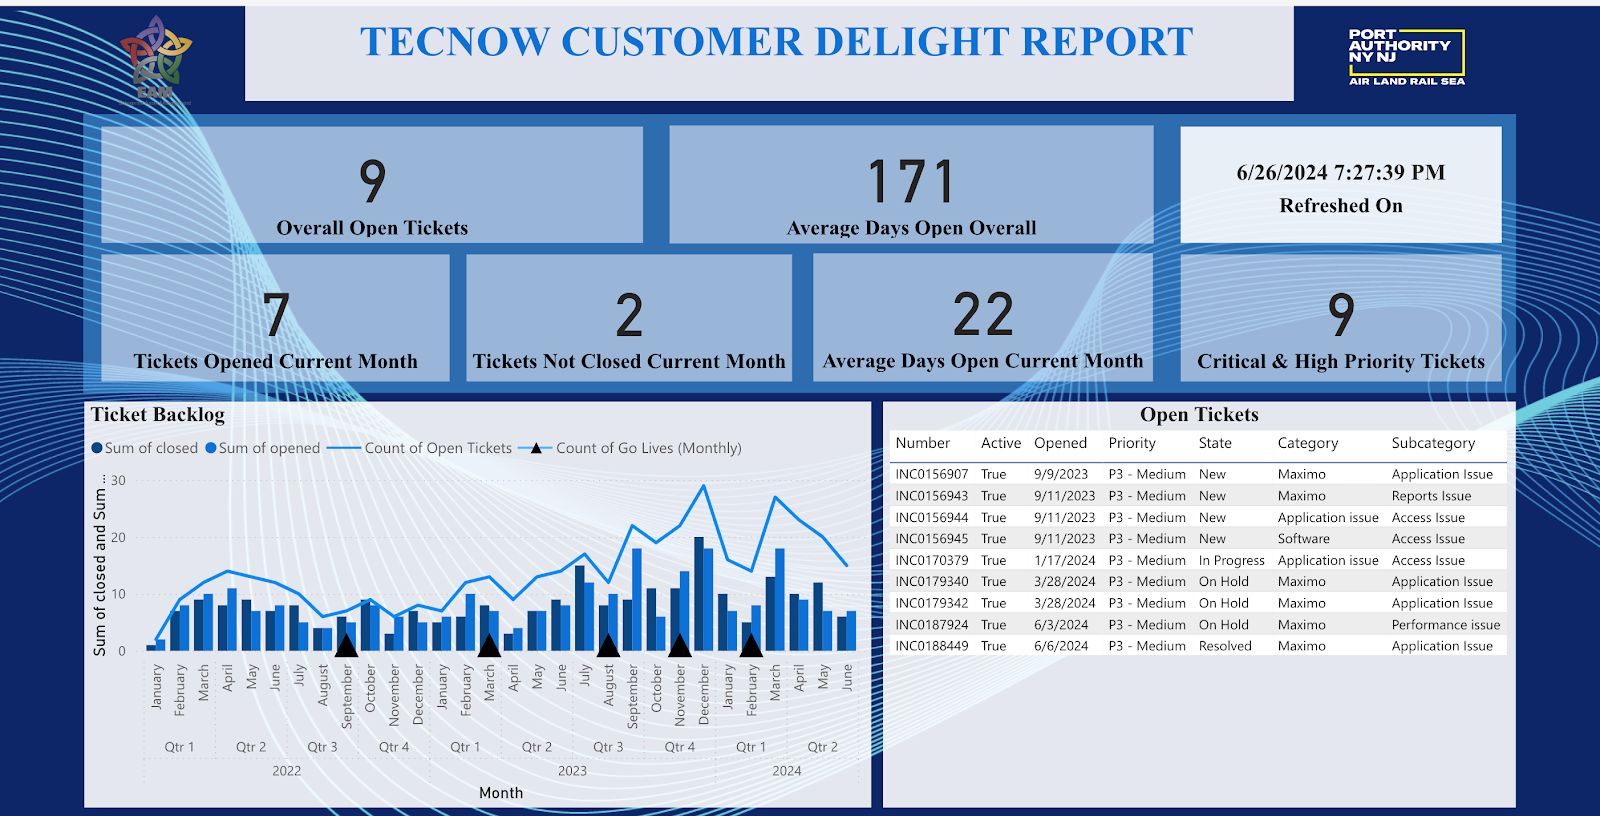 TECNOW CUSTOMER DELIGHT REPORT
EAM
PORT
AUTHORITY
NY NJ
AIR LAND RAIL SEA
9
Overall Open Tickets
171
Average Days Open Overall
6/26/2024 7:27:39 PM
Refreshed On
7
Tickets Opened Current Month
2
Tickets Not Closed Current Month
22
Average Days Open Current Month
9
Critical & High Priority Tickets
Ticket Backlog
Sum of closed Sum of opened Count of Open Tickets Count of Go Lives (Monthly)
Sum of closed and Sum ...
30
20
10
0
January February March April May June July August September October November December January February March April May June July August September October November December January February March April May June
Qtr 1 Qtr 2 Qtr 3 Qtr 4 Qtr 1 Qtr 2 Qtr 3 Qtr 4 Qtr 1 Qtr 2
2022 2023 2024
Month
Open Tickets
Number Active Opened Priority State Category Subcategory
INC0156907 True 9/9/2023 P3 - Medium New Maximo Application Issue
INC0156943 True 9/11/2023 P3 - Medium New Maximo Reports Issue
INC0156944 True 9/11/2023 P3 - Medium New Application issue Access Issue
INC0156945 True 9/11/2023 P3 - Medium New Software Access Issue
INC0170379 True 1/17/2024 P3 - Medium In Progress Application issue Access Issue
INC0179340 True 3/28/2024 P3 - Medium On Hold Maximo Application Issue
INC0179342 True 3/28/2024 P3 - Medium On Hold Maximo Application Issue
INC0187924 True 6/3/2024 P3 - Medium On Hold Maximo Performance issue
INC0188449 True 6/6/2024 P3 - Medium Resolved Maximo Application Issue